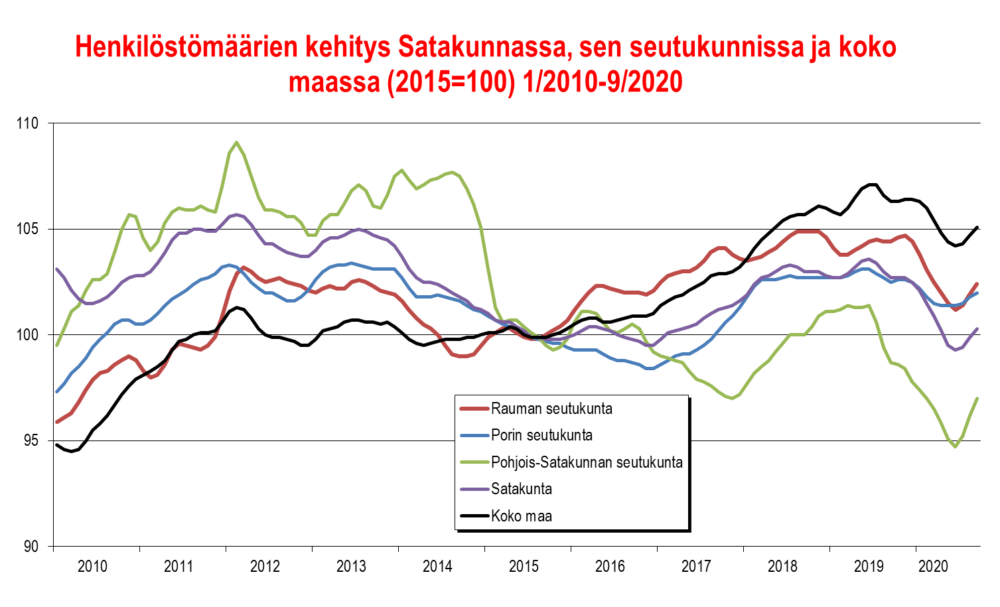 Henkilöstömäärien kehitys Satakunnassa, sen seutukunnissa ja koko
maassa (2015=100) 1/2010-9/2020
110
105
100
95
90
Rauman seutukunta
Porin seutukunta
Pohjois-Satakunnan seutukunta
Satakunta
Koko maa
2010 2011 2012 2013 2014 2015 2016 2017 2018 2019 2020